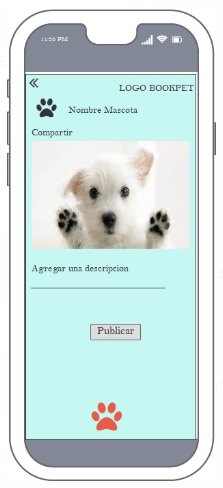 11:50 PM
LOGO BOOKPET
Nombre Mascota
Compartir
Agregar una descripcion
Publicar